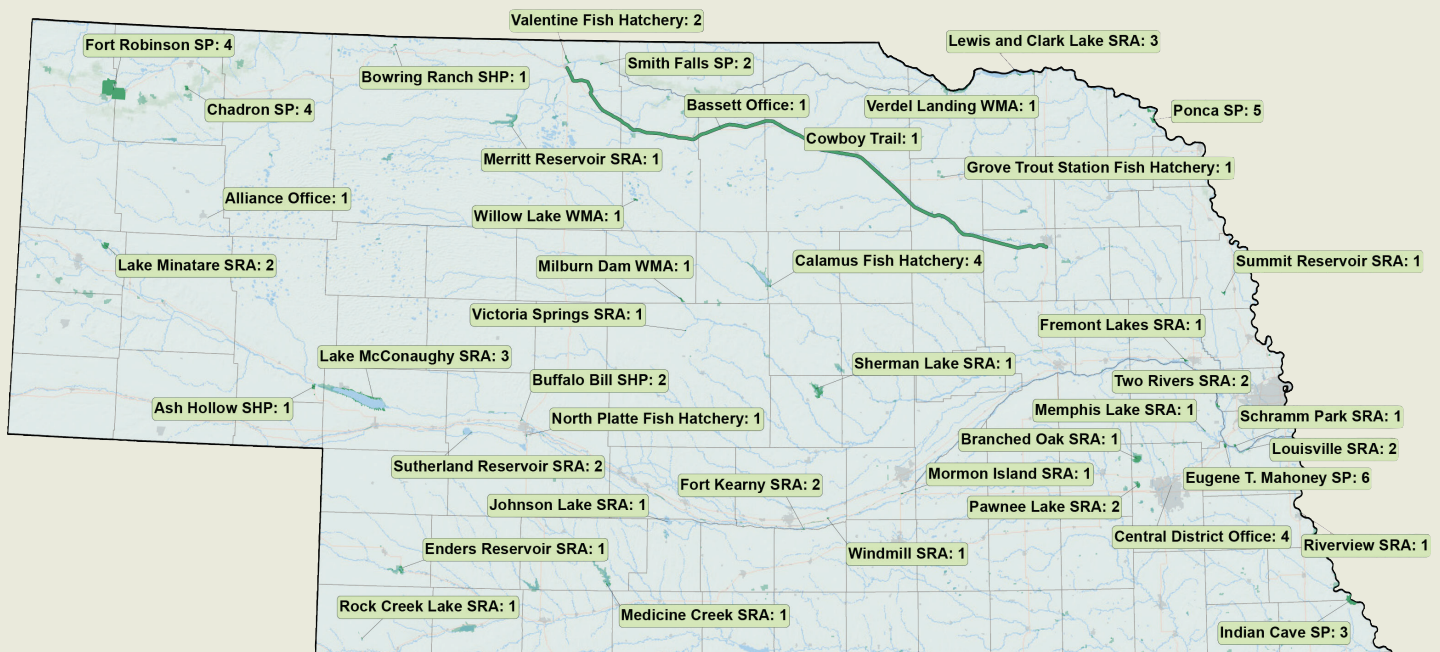 Valentine Fish Hatchery: 2
Fort Robinson SP: 4
Lewis and Clark Lake SRA: 3
Smith Falls SP: 2
Bowring Ranch SHP: 1
Chadron SP: 4
Bassett Office: 1
Verdel Landing WMA: 1
Ponca SP: 5
Cowboy Trail: 1
Merritt Reservoir SRA: 1
Grove Trout Station Fish Hatchery: 1
Alliance Office: 1
Willow Lake WMA: 1
Lake Minatare SRA: 2
Milburn Dam WMA: 1
Calamus Fish Hatchery: 4
Summit Reservoir SRA: 1
Victoria Springs SRA: 1
Fremont Lakes SRA: 1
Lake McConaughy SRA: 3
Sherman Lake SRA: 1
Buffalo Bill SHP: 2
Two Rivers SRA: 2
Ash Hollow SHP: 1
North Platte Fish Hatchery: 1
Memphis Lake SRA: 1
Schramm Park SRA: 1
Branched Oak SRA: 1
Louisville SRA: 2
Sutherland Reservoir SRA: 2
Mormon Island SRA: 1
Eugene T. Mahoney SP: 6
Fort Kearny SRA: 2
Johnson Lake SRA: 1
Pawnee Lake SRA: 2
Central District Office: 4
Riverview SRA: 1
Enders Reservoir SRA: 1
Windmill SRA: 1
Rock Creek Lake SRA: 1
Medicine Creek SRA: 1
Indian Cave SP: 3